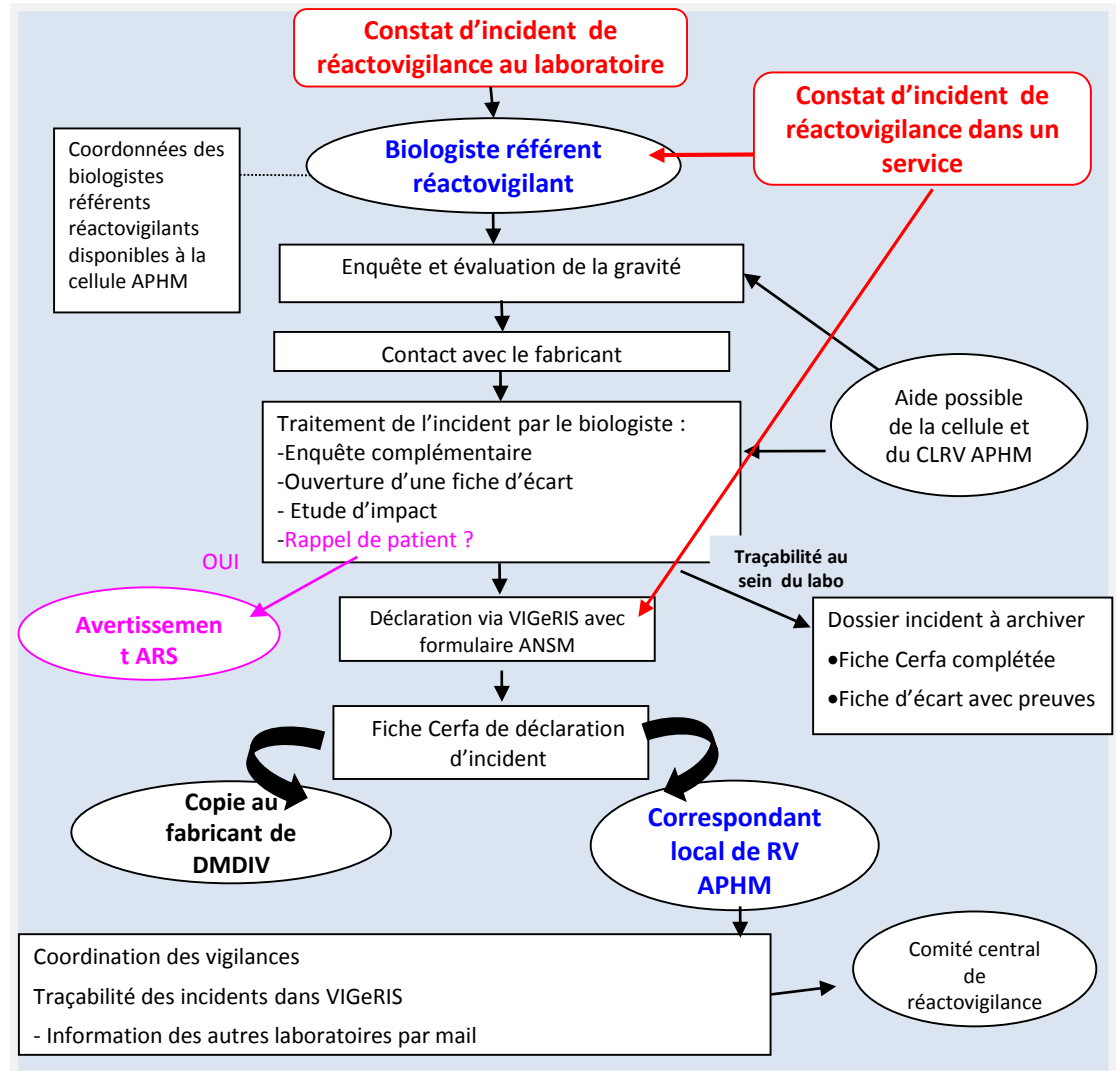 Constat d’incident de
réactovigilance au laboratoire
Constat d’incident de
réactovigilance dans un
service
Coordonnées des
biologistes
référents
réactovigilants
disponibles à la
cellule APHM
Biologiste référent
réactovigilant
Enquête et évaluation de la gravité
Contact avec le fabricant
Aide possible
de la cellule et
du CLRV APHM
Traitement de l’incident par le biologiste :
-Enquête complémentaire
-Ouverture d’une fiche d’écart
- Etude d’impact
-Rappel de patient ?
OUI
Traçabilité au
sein du labo
Avertissemen
t ARS
Déclaration via VIGeRIS avec
formulaire ANSM
Dossier incident à archiver
•Fiche Cerfa complétée
•Fiche d’écart avec preuves
Fiche Cerfa de déclaration
d’incident
Copie au
fabricant de
DMDIV
Correspondant
local de RV
APHM
Coordination des vigilances
Traçabilité des incidents dans VIGeRIS
- Information des autres laboratoires par mail
Comité central
de
réactovigilance